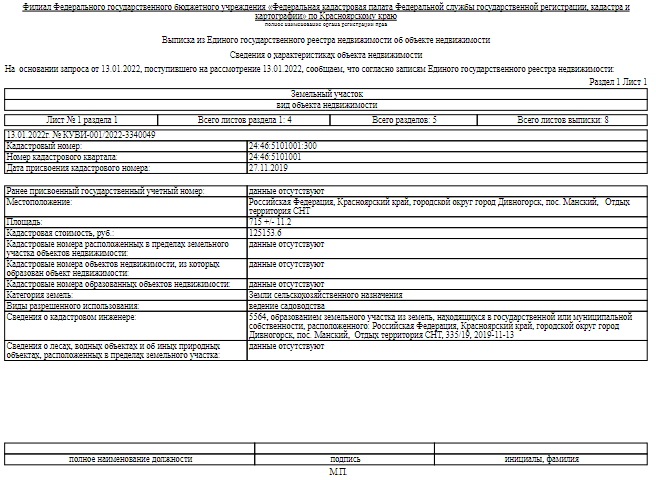 Филиал Федерального государственного бюджетного учреждения «Федеральная кадастровая палата Федеральной службы государственной регистрации, кадастра и
картографии» по Красноярскому краю
полное наименование органа регистрации прав
Выписка из Единого государственного реестра недвижимости об объекте недвижимости
Сведения о характеристиках объекта недвижимости
На основании запроса от 13.01.2022, поступившего на рассмотрение 13.01.2022, сообщаем, что согласно записям Единого государственного реестра недвижимости:
Раздел 1 Лист 1
Земельный участок
вид объекта недвижимости
Лист № 1 раздела 1 Всего листов раздела 1: 4 Всего разделов: 5 Всего листов выписки: 8
13.01.2022г. № КУВИ-001/2022-3340049
Кадастровый номер: 24:46:5101001:300
Номер кадастрового квартала: 24:46:5101001
Дата присвоения кадастрового номера: 27.11.2019
Ранее присвоенный государственный учетный номер: данные отсутствуют
Местоположение: Российская Федерация, Красноярский край, городской округ город Дивногорск, пос. Манский, Отдых
территория СНТ
Площадь: 715 +/- 11.2
Кадастровая стоимость, руб.: 125153.6
Кадастровые номера расположенных в пределах земельного данные отсутствуют
участка объектов недвижимости:
Кадастровые номера объектов недвижимости, из которых данные отсутствуют
образован объект недвижимости:
Кадастровые номера образованных объектов недвижимости: данные отсутствуют
Категория земель: Земли сельскохозяйственного назначения
Виды разрешенного использования: ведение садоводства
Сведения о кадастровом инженере: 5564, образованием земельного участка из земель, находящихся в государственной или муниципальной
собственности, расположенного: Российская Федерация, Красноярский край, городской округ город
Дивногорск, пос. Манский, Отдых территория СНТ, 335/19, 2019-11-13
Сведения о лесах, водных объектах и об иных природных данные отсутствуют
объектах, расположенных в пределах земельного участка:
полное наименование должности подпись инициалы, фамилия
М.П.